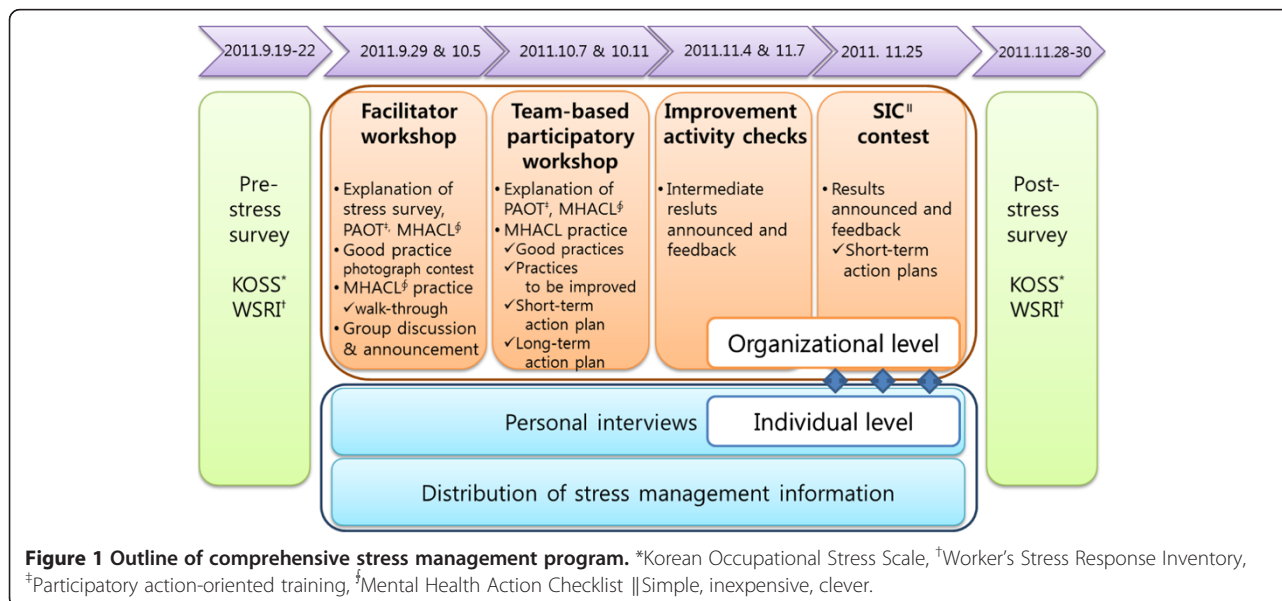 2011.9.19-22
2011.9.29 & 10.5
2011.10.7 & 10.11
2011.11.4 & 11.7
2011. 11.25
2011.11.28-30
Pre-
stress
survey
KOSS*
WSRI†
Facilitator
workshop
• Explanation of
stress survey,
PAOT‡, MHACL∮
• Good practice
photograph contest
• MHACL∮ practice
✓walk-through
• Group discussion
& announcement
Team-based
participatory
workshop
• Explanation of
PAOT‡, MHACL∮
• MHACL practice
✓Good practices
✓Practices
to be improved
✓Short-term
action plan
✓Long-term
action plan
Improvement
activity checks
• Intermediate
resluts
announced and
feedback
SIC‖
contest
• Results
announced and
feedback
✓Short-term
action plans
Organizational level
Personal interviews
Individual level
Distribution of stress management information
Post-
stress
survey
KOSS*
WSRI†
Figure 1 Outline of comprehensive stress management program. *Korean Occupational Stress Scale, †Worker's Stress Response Inventory,
‡Participatory action-oriented training, ∮Mental Health Action Checklist ‖Simple, inexpensive, clever.